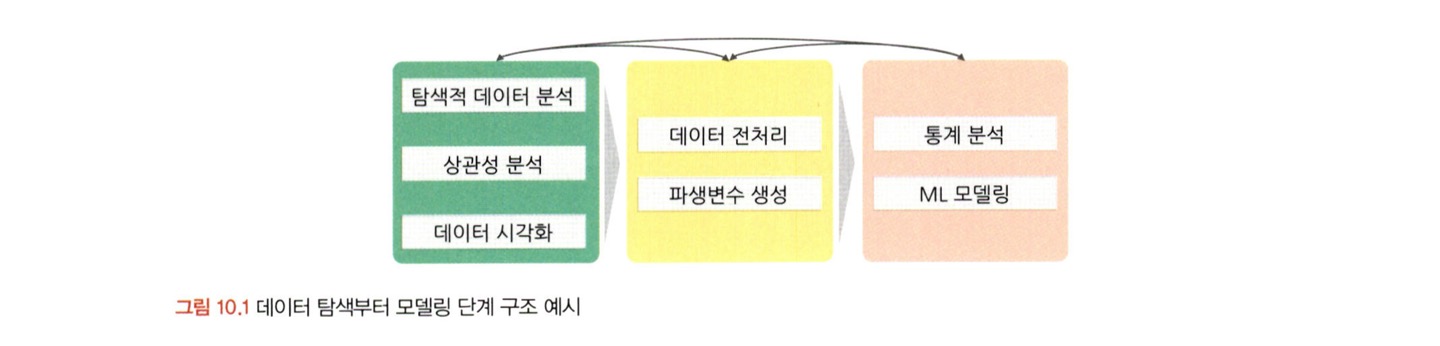 탐색적 데이터 분석
상관성 분석
데이터 시각화
데이터 전처리
파생변수 생성
통계 분석
ML 모델링
그림 10.1 데이터 탐색부터 모델링 단계 구조 예시